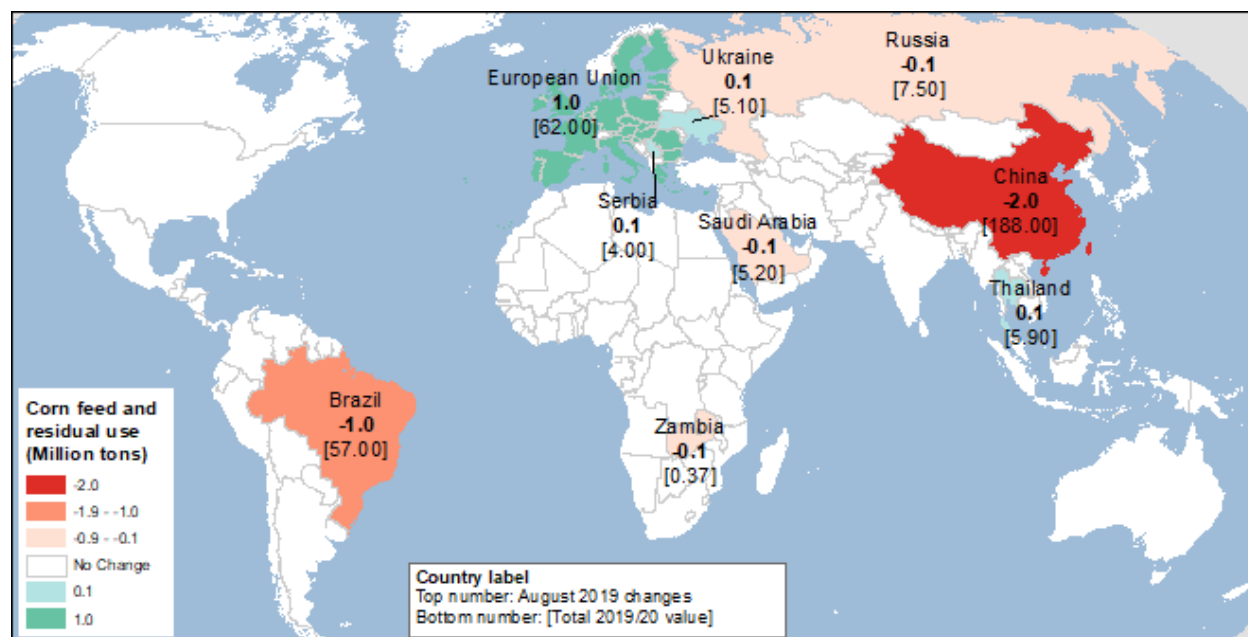 Russia
-0.1
[7.50]
Ukraine
0.1
[5.10]
European Union
1.0
[62.00]
China
-2.0
[188.00]
Serbia
0.1
[4.00]
Saudi Arabia
-0.1
[5.20]
Thailand
0.1
[5.90]
Brazil
-1.0
[57.00]
Zambia
-0.1
[0.37]
Corn feed and
residual use
(Million tons)
-2.0
-1.9 - -1.0
-0.9 - -0.1
No Change
0.1
1.0
Country label
Top number: August 2019 changes
Bottom number: [Total 2019/20 value]